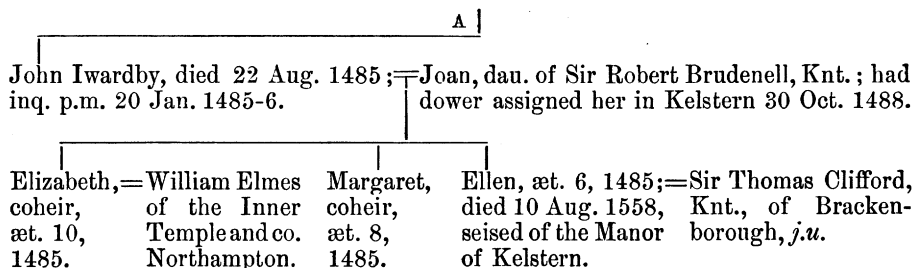 A
John Iwardby, died 22 Aug. 1485;=Joan, dau. of Sir Robert Brudenell, Knt.; had
inq. p.m. 20 Jan. 1485-6. dower assigned her in Kelstern 30 Oct. 1488.
Elizabeth,=William Elmes Margaret, Ellen, æt. 6, 1485;=Sir Thomas Clifford,
coheir, of the Inner coheir, died 10 Aug. 1558, Knt., of Bracken-
æt. 10, Temple and co. æt. 8, seised of the Manor borough, j.u.
1485. Northampton. 1485. of Kelstern.